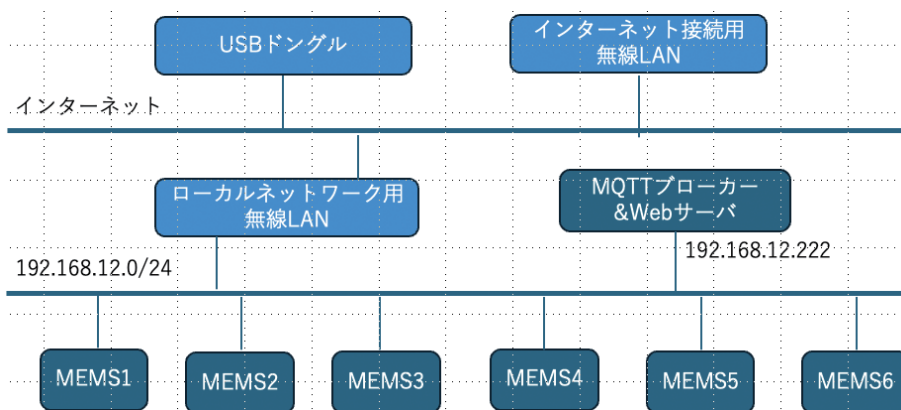 USBドングル
インターネット接続用
無線LAN
インターネット
ローカルネットワーク用
無線LAN
MQTTブローカー
&Webサーバ
192.168.12.222
192.168.12.0/24
MEMS1
MEMS2
MEMS3
MEMS4
MEMS5
MEMS6